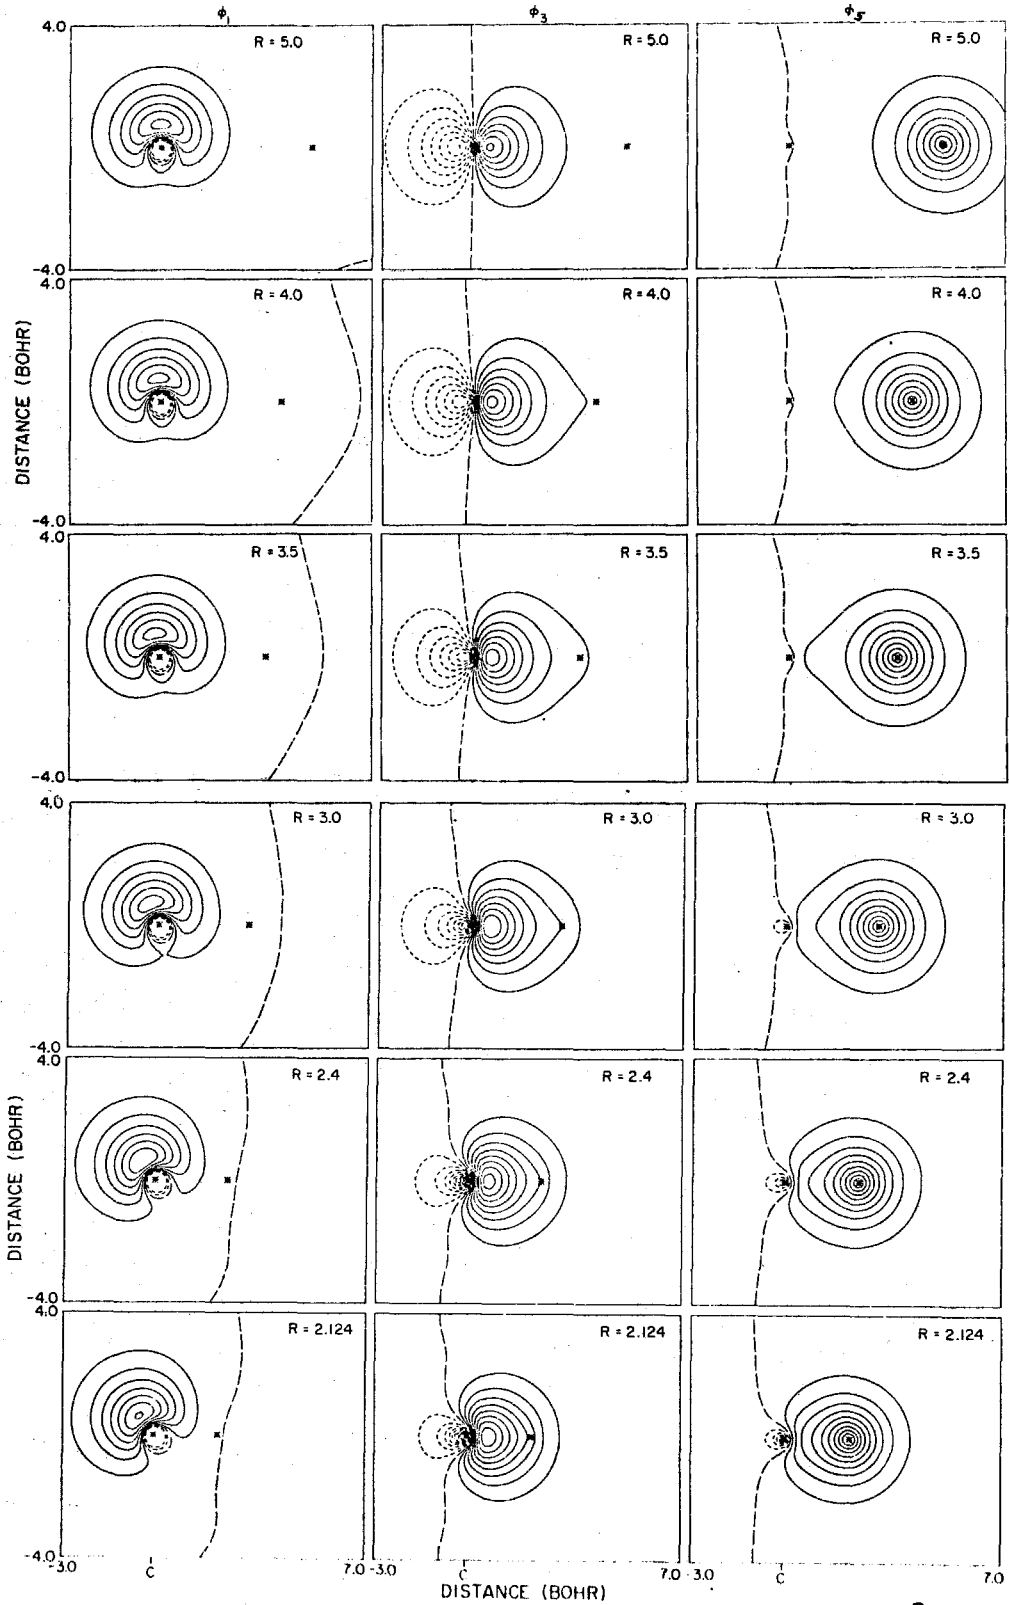 ϕ₁ ϕ₃ ϕ₅
4.0 R = 5.0 R = 5.0 R = 5.0
-4.0
4.0 R = 4.0 R = 4.0 R = 4.0
DISTANCE (BOHR)
-4.0
4.0 R = 3.5 R = 3.5 R = 3.5
-4.0
4.0 R = 3.0 R = 3.0 R = 3.0
-4.0
4.0 R = 2.4 R = 2.4 R = 2.4
DISTANCE (BOHR)
-4.0
4.0 R = 2.124 R = 2.124 R = 2.124
-4.0
-3.0 C 7.0 -3.0 C 7.0 -3.0 C 7.0
DISTANCE (BOHR)